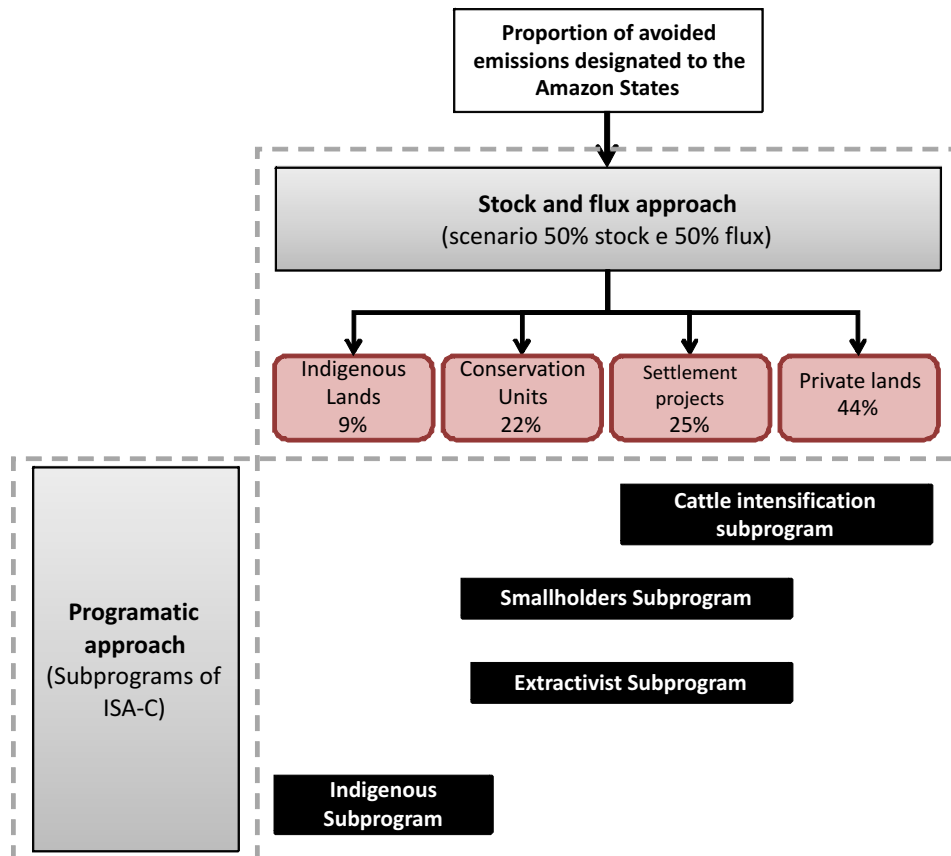 Proportion of avoided
emissions designated to the
Amazon States
Stock and flux approach
(scenario 50% stock e 50% flux)
Indigenous
Lands
9%
Conservation
Units
22%
Settlement
projects
25%
Private lands
44%
Programatic
approach
(Subprograms of
ISA-C)
Cattle intensification
subprogram
Smallholders Subprogram
Extractivist Subprogram
Indigenous
Subprogram